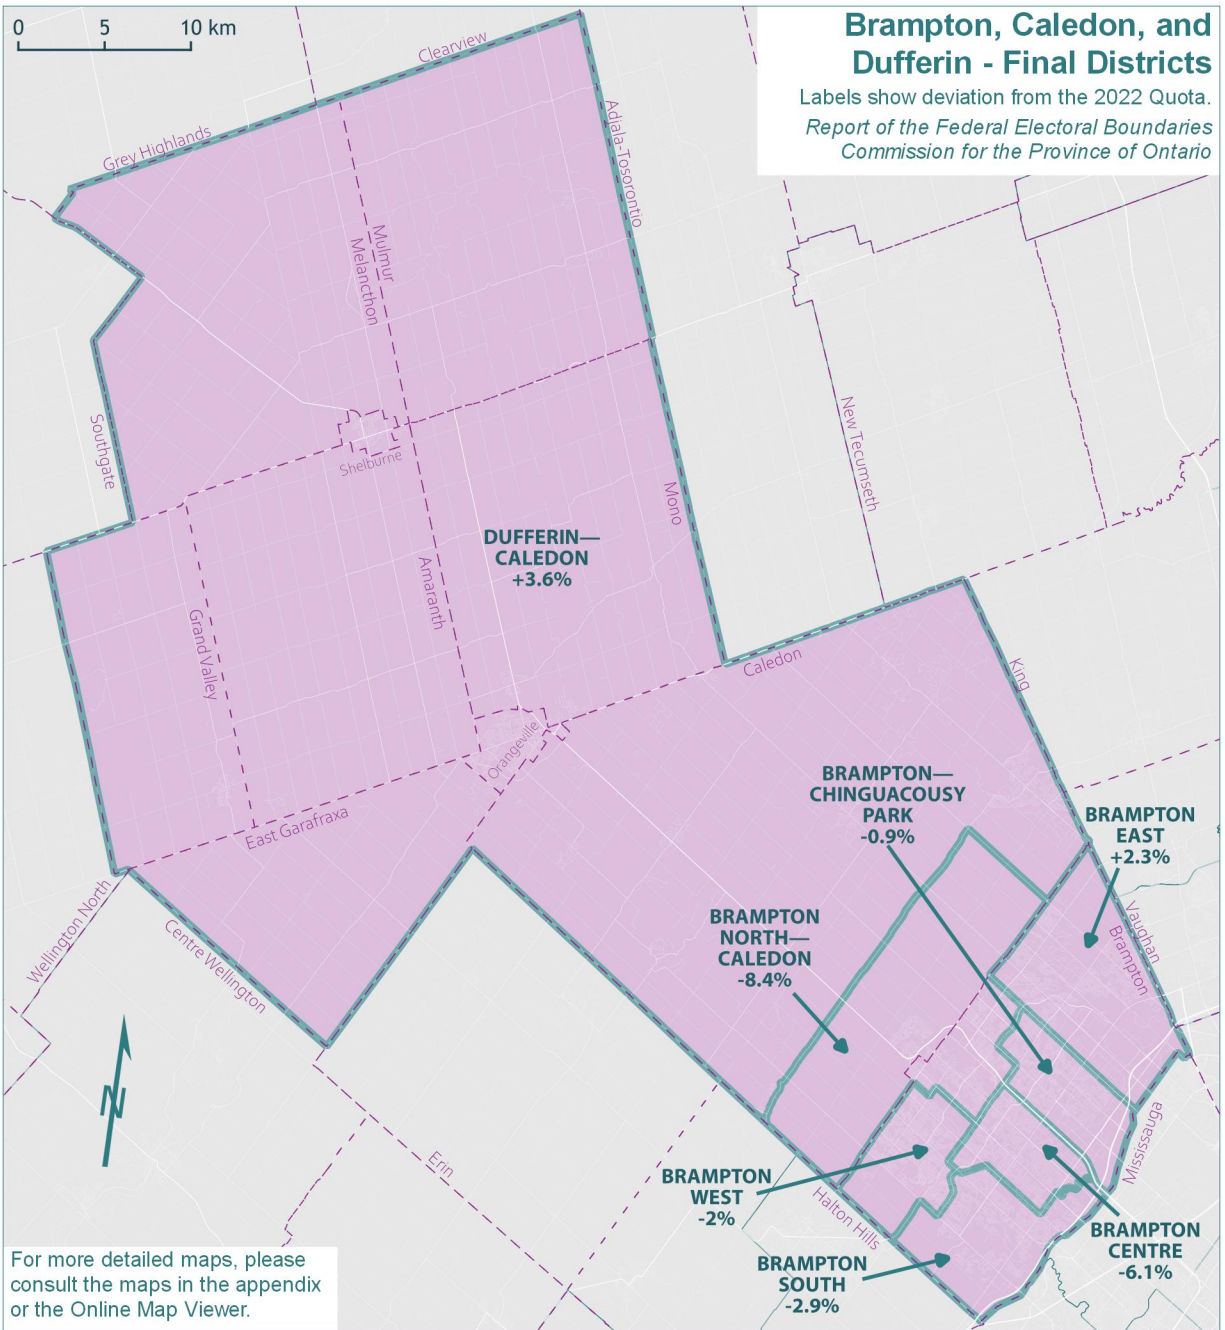 0 5 10 km
Brampton, Caledon, and
Dufferin - Final Districts
Labels show deviation from the 2022 Quota.
Report of the Federal Electoral Boundaries
Commission for the Province of Ontario
Clearview
Grey Highlands
Adjala-Tosorontio
Mulmur
Melancthon
Southgate
New Tecumseth
Shelburne
Mono
DUFFERIN—
CALEDON
+3.6%
Amaranth
Grand Valley
Caledon
King
Orangeville
East Garafraxa
BRAMPTON—
CHINGUACOUSY
PARK
-0.9%
BRAMPTON
EAST
+2.3%
Wellington North
Centre Wellington
BRAMPTON
NORTH—
CALEDON
-8.4%
Vaughan
Brampton
N
Mississauga
Erin
BRAMPTON
WEST
-2%
Halton Hills
BRAMPTON
CENTRE
-6.1%
BRAMPTON
SOUTH
-2.9%
For more detailed maps, please
consult the maps in the appendix
or the Online Map Viewer.